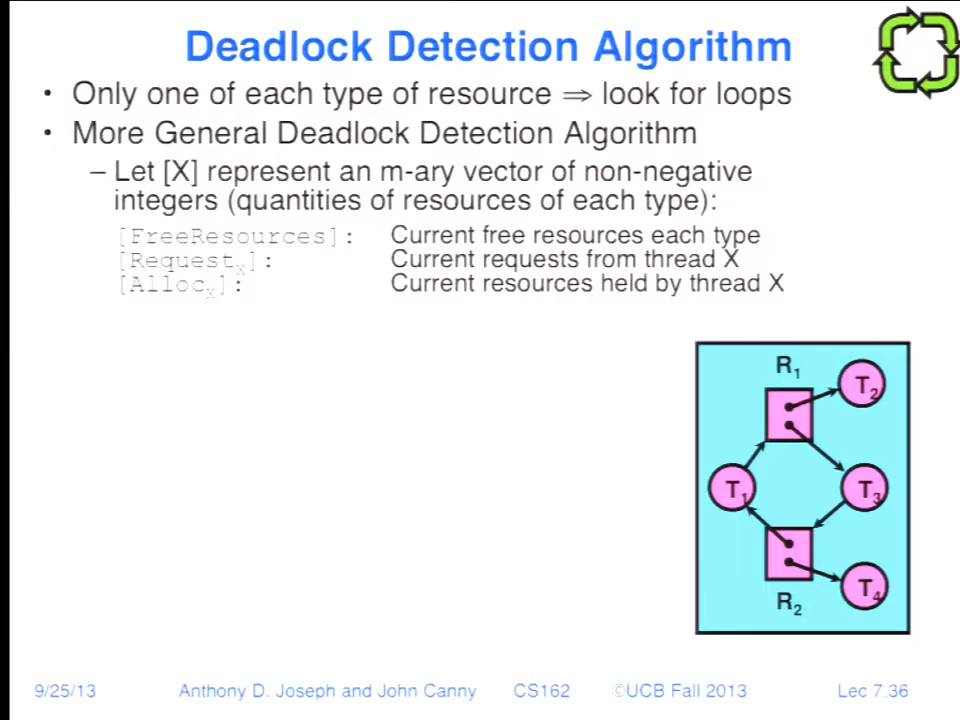 Deadlock Detection Algorithm
• Only one of each type of resource ⇒ look for loops
• More General Deadlock Detection Algorithm
– Let [X] represent an m-ary vector of non-negative
integers (quantities of resources of each type):
[FreeResources]: Current free resources each type
[Requestₓ]: Current requests from thread X
[Allocₓ]: Current resources held by thread X
R₁
T₂
T₁
T₃
T₄
R₂
9/25/13 Anthony D. Joseph and John Canny CS162 ©UCB Fall 2013 Lec 7.36